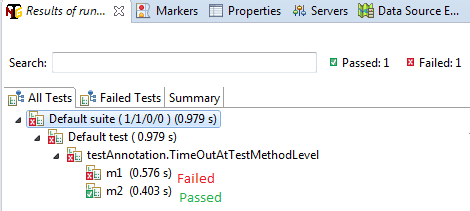 Results of run... Markers Properties Servers Data Source E...
Search: Passed: 1 Failed: 1
All Tests Failed Tests Summary
Default suite ( 1/1/0/0 ) (0.979 s)
Default test ( 0.979 s)
testAnnotation.TimeOutAtTestMethodLevel
m1 (0.576 s) Failed
m2 (0.403 s) Passed